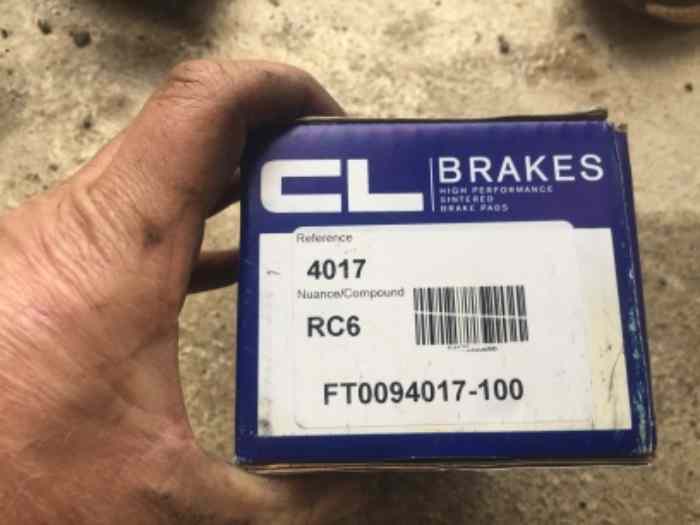 CL BRAKES
HIGH PERFORMANCE
SINTERED
BRAKE PADS
Reference
4017
Nuance/Compound
RC6
FT0094017-100